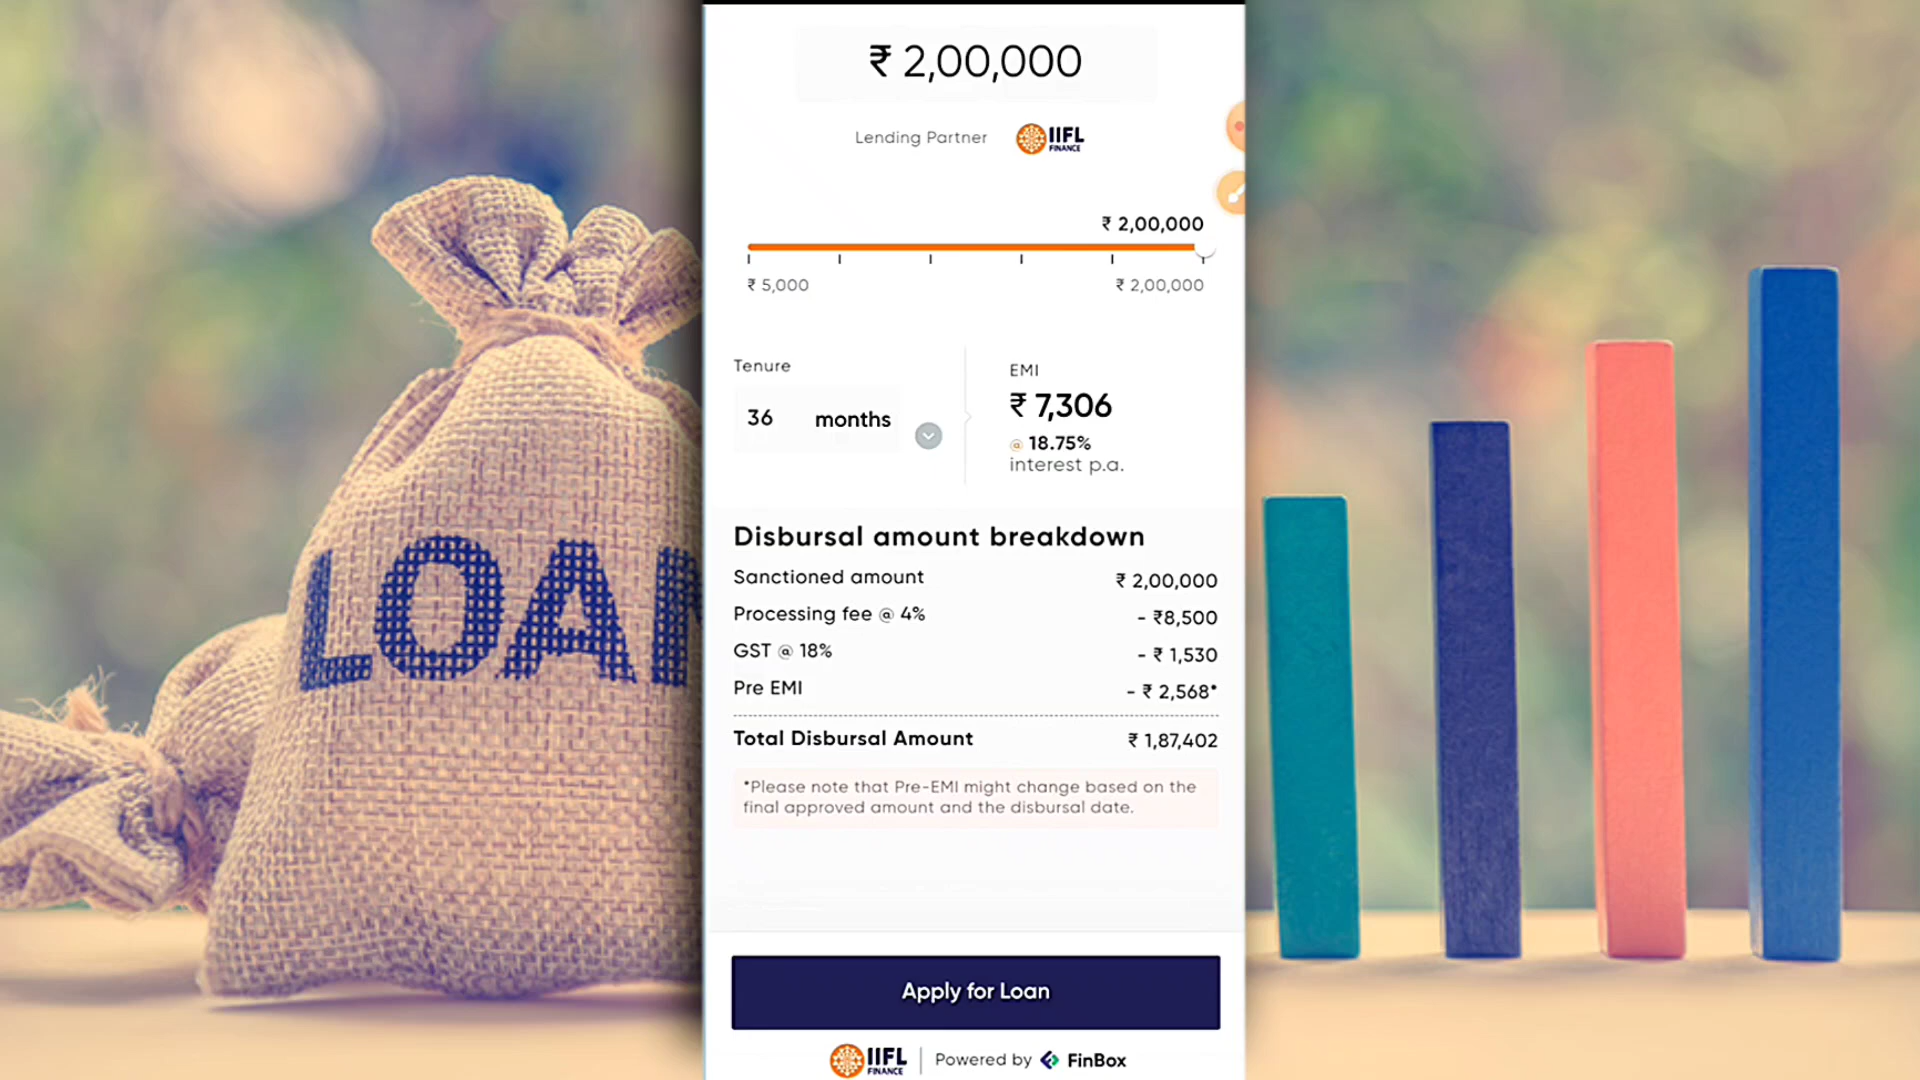 ₹ 2,00,000
Lending Partner IIFL FINANCE
₹ 2,00,000
₹ 5,000 ₹ 2,00,000
Tenure
36 months
EMI
₹ 7,306
@ 18.75%
interest p.a.
Disbursal amount breakdown
Sanctioned amount ₹ 2,00,000
Processing fee @ 4% - ₹8,500
GST @ 18% - ₹ 1,530
Pre EMI - ₹ 2,568*
Total Disbursal Amount ₹ 1,87,402
*Please note that Pre-EMI might change based on the
final approved amount and the disbursal date.
Apply for Loan
IIFL FINANCE Powered by FinBox
LOAN